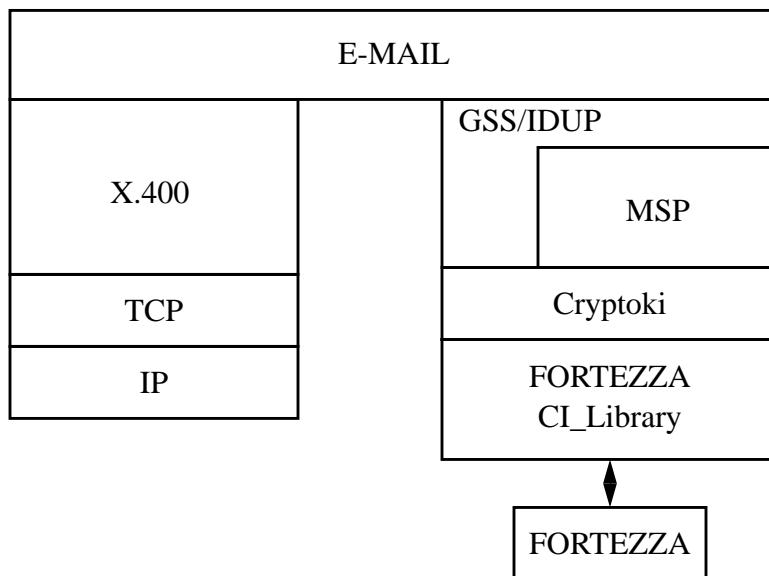 E-MAIL
GSS/IDUP
X.400
MSP
TCP
Cryptoki
IP
FORTEZZA
CI_Library
FORTEZZA